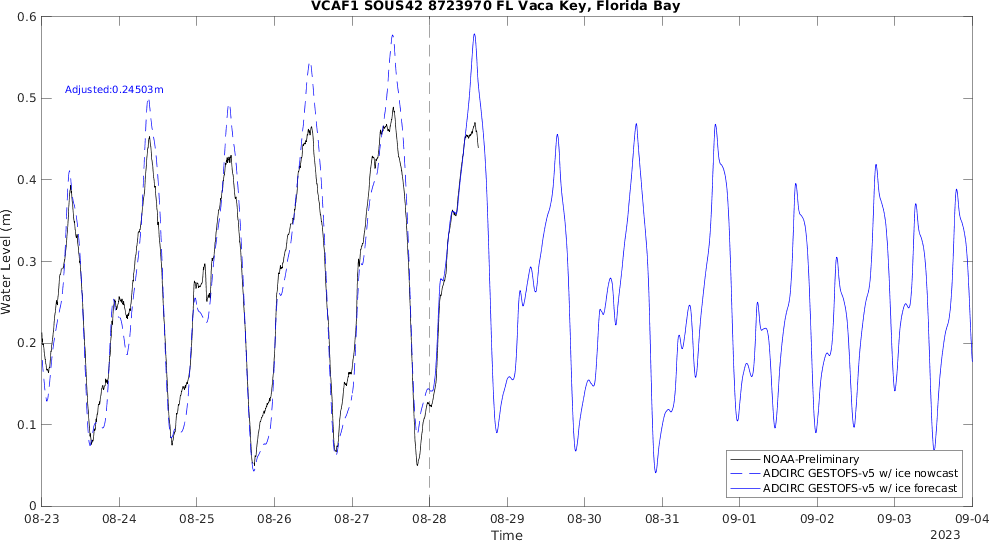 VCAF1 SOUS42 8723970 FL Vaca Key, Florida Bay
0.6
0.5
0.4
0.3
0.2
0.1
0
Water Level (m)
Adjusted:0.24503m
NOAA-Preliminary
ADCIRC GESTOFS-v5 w/ ice nowcast
ADCIRC GESTOFS-v5 w/ ice forecast
08-23 08-24 08-25 08-26 08-27 08-28 08-29 08-30 08-31 09-01 09-02 09-03 09-04
Time
2023